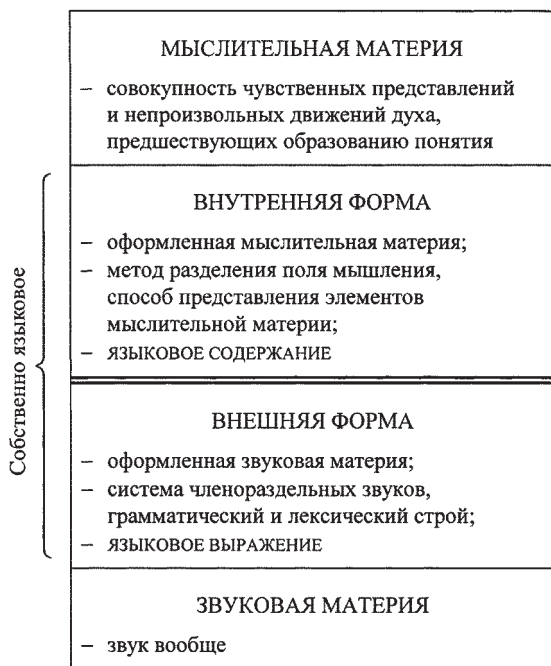 МЫСЛИТЕЛЬНАЯ МАТЕРИЯ
– совокупность чувственных представлений
и непроизвольных движений духа,
предшествующих образованию понятия
Собственно языковое
ВНУТРЕННЯЯ ФОРМА
– оформленная мыслительная материя;
– метод разделения поля мышления,
способ представления элементов
мыслительной материи;
– ЯЗЫКОВОЕ СОДЕРЖАНИЕ
ВНЕШНЯЯ ФОРМА
– оформленная звуковая материя;
– система членораздельных звуков,
грамматический и лексический строй;
– ЯЗЫКОВОЕ ВЫРАЖЕНИЕ
ЗВУКОВАЯ МАТЕРИЯ
– звук вообще